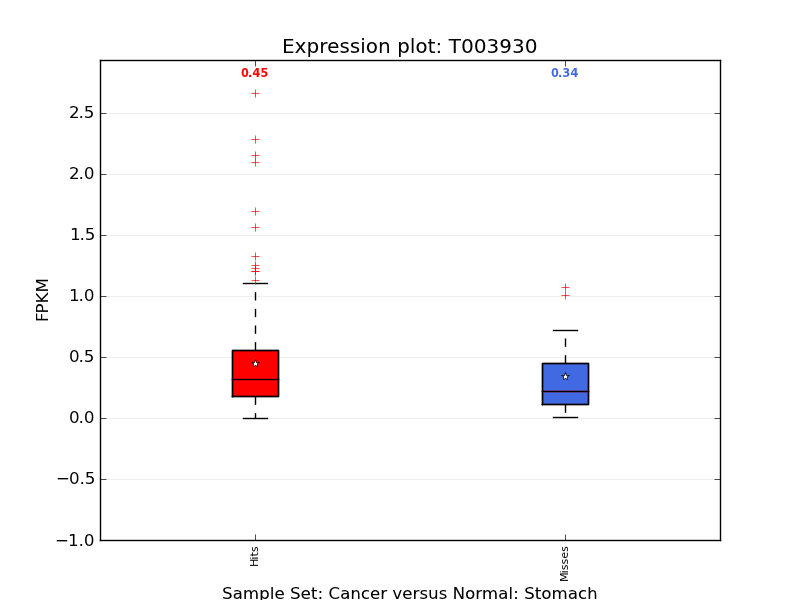 Expression plot: T003930
0.45
0.34
2.5
2.0
1.5
1.0
0.5
0.0
−0.5
−1.0
FPKM
Hits
Misses
Sample Set: Cancer versus Normal: Stomach